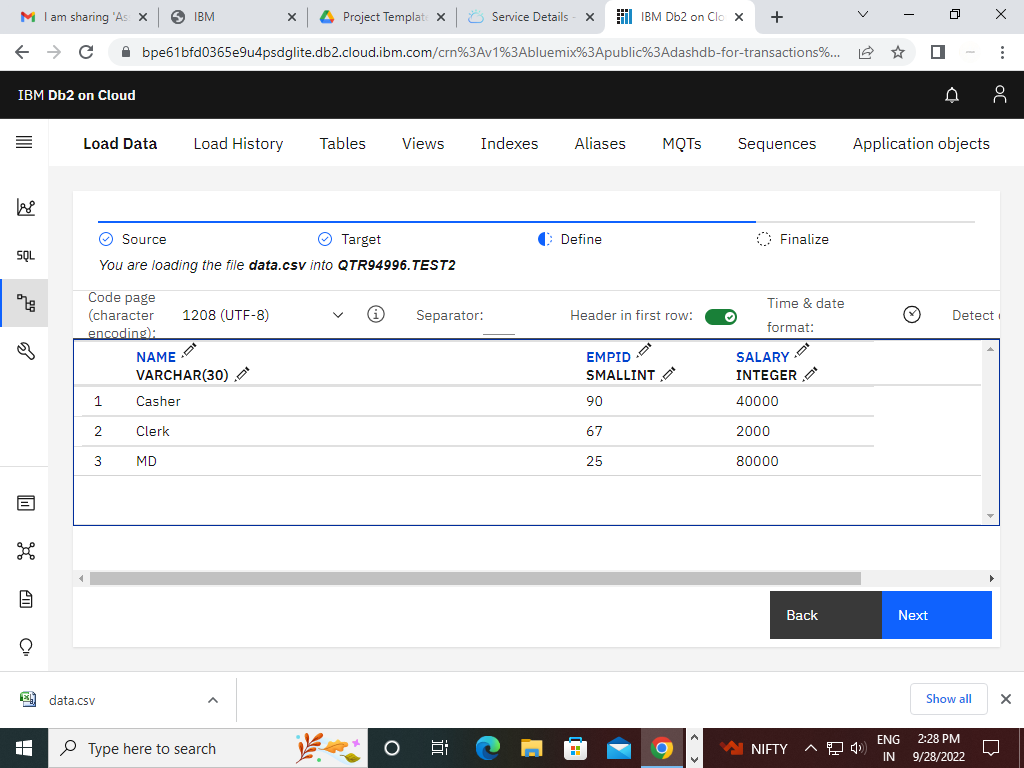 I am sharing 'As
IBM
Project Templat
Service Details -
IBM Db2 on Clo
bpe61bfd0365e9u4psdglite.db2.cloud.ibm.com/crn%3Av1%3Abluemix%3Apublic%3Adashdb-for-transactions%...
IBM Db2 on Cloud
Load Data Load History Tables Views Indexes Aliases MQTs Sequences Application objects
SQL
Source Target Define Finalize
You are loading the file data.csv into QTR94996.TEST2
Code page
(character
encoding):
1208 (UTF-8)
Separator:
Header in first row:
Time & date
format:
Detect
NAME EMPID SALARY
VARCHAR(30) SMALLINT INTEGER
1 Casher 90 40000
2 Clerk 67 2000
3 MD 25 80000
Back Next
data.csv
Show all
Type here to search
NIFTY
ENG
IN
2:28 PM
9/28/2022